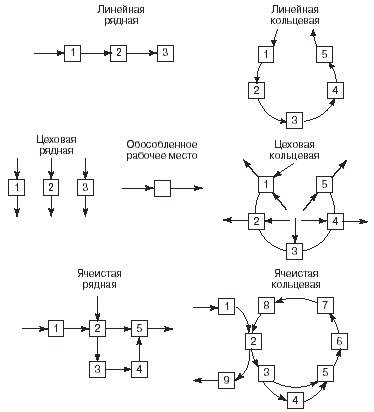 Линейная
рядная
1 2 3
Линейная
кольцевая
1 5
2 4
3
Цеховая
рядная
1 2 3
Обособленное
рабочее место
Цеховая
кольцевая
1 5
2 4
3
Ячеистая
рядная
1 2 5
3 4
Ячеистая
кольцевая
1 8 7
2 6
9 3 5
4